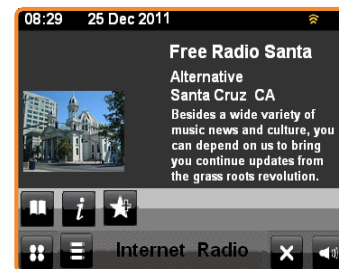 08:29 25 Dec 2011
Free Radio Santa
Alternative
Santa Cruz CA
Besides a wide variety of
music news and culture, you
can depend on us to bring
you continue updates from
the grass roots revolution.
i
Internet Radio